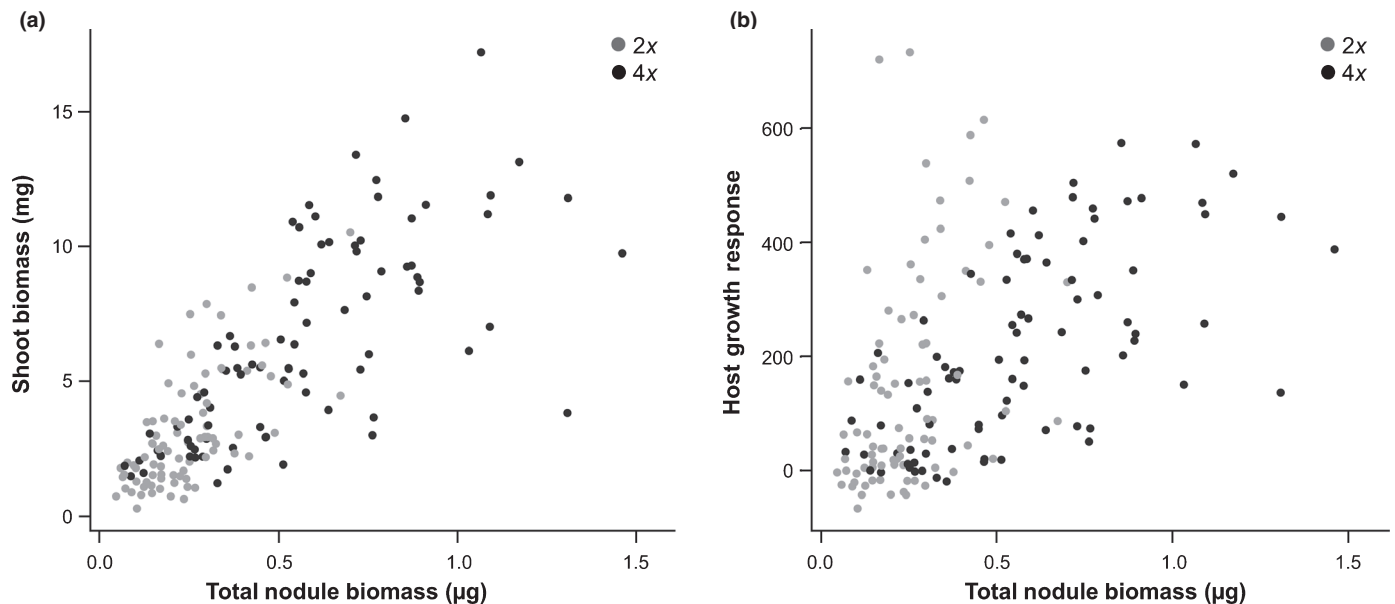 (a)
2x
4x
15
10
5
0
Shoot biomass (mg)
0.0 0.5 1.0 1.5
Total nodule biomass (µg)
(b)
2x
4x
600
400
200
0
Host growth response
0.0 0.5 1.0 1.5
Total nodule biomass (µg)